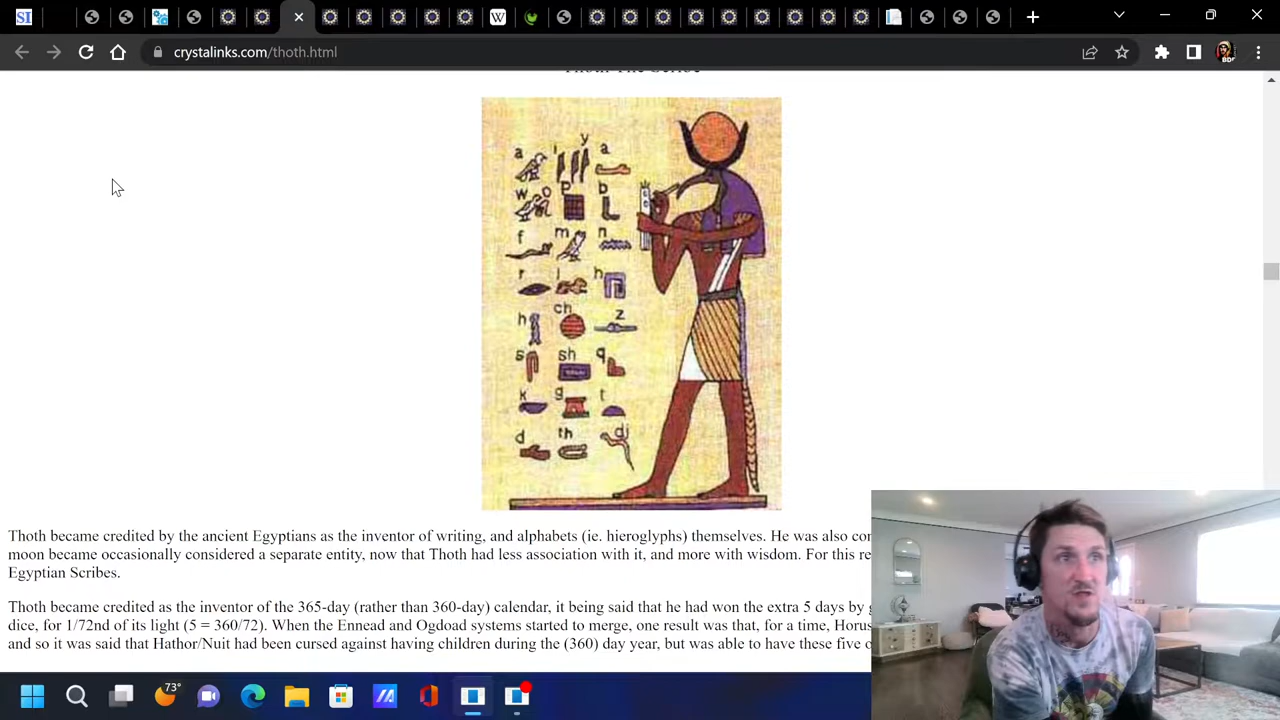 SI
W
crystalinks.com/thoth.html
BDF
a i y a
w o p b
f m n
r l h
h ch z
s sh q
k g t
d th dj
Thoth became credited by the ancient Egyptians as the inventor of writing, and alphabets (ie. hieroglyphs) themselves. He was also
moon became occasionally considered a separate entity, now that Thoth had less association with it, and more with wisdom. For this
Egyptian Scribes.
Thoth became credited as the inventor of the 365-day (rather than 360-day) calendar, it being said that he had won the extra 5 days by
dice, for 1/72nd of its light (5 = 360/72). When the Ennead and Ogdoad systems started to merge, one result was that, for a time,
and so it was said that Hathor/Nuit had been cursed against having children during the (360) day year, but was able to have these five
73°